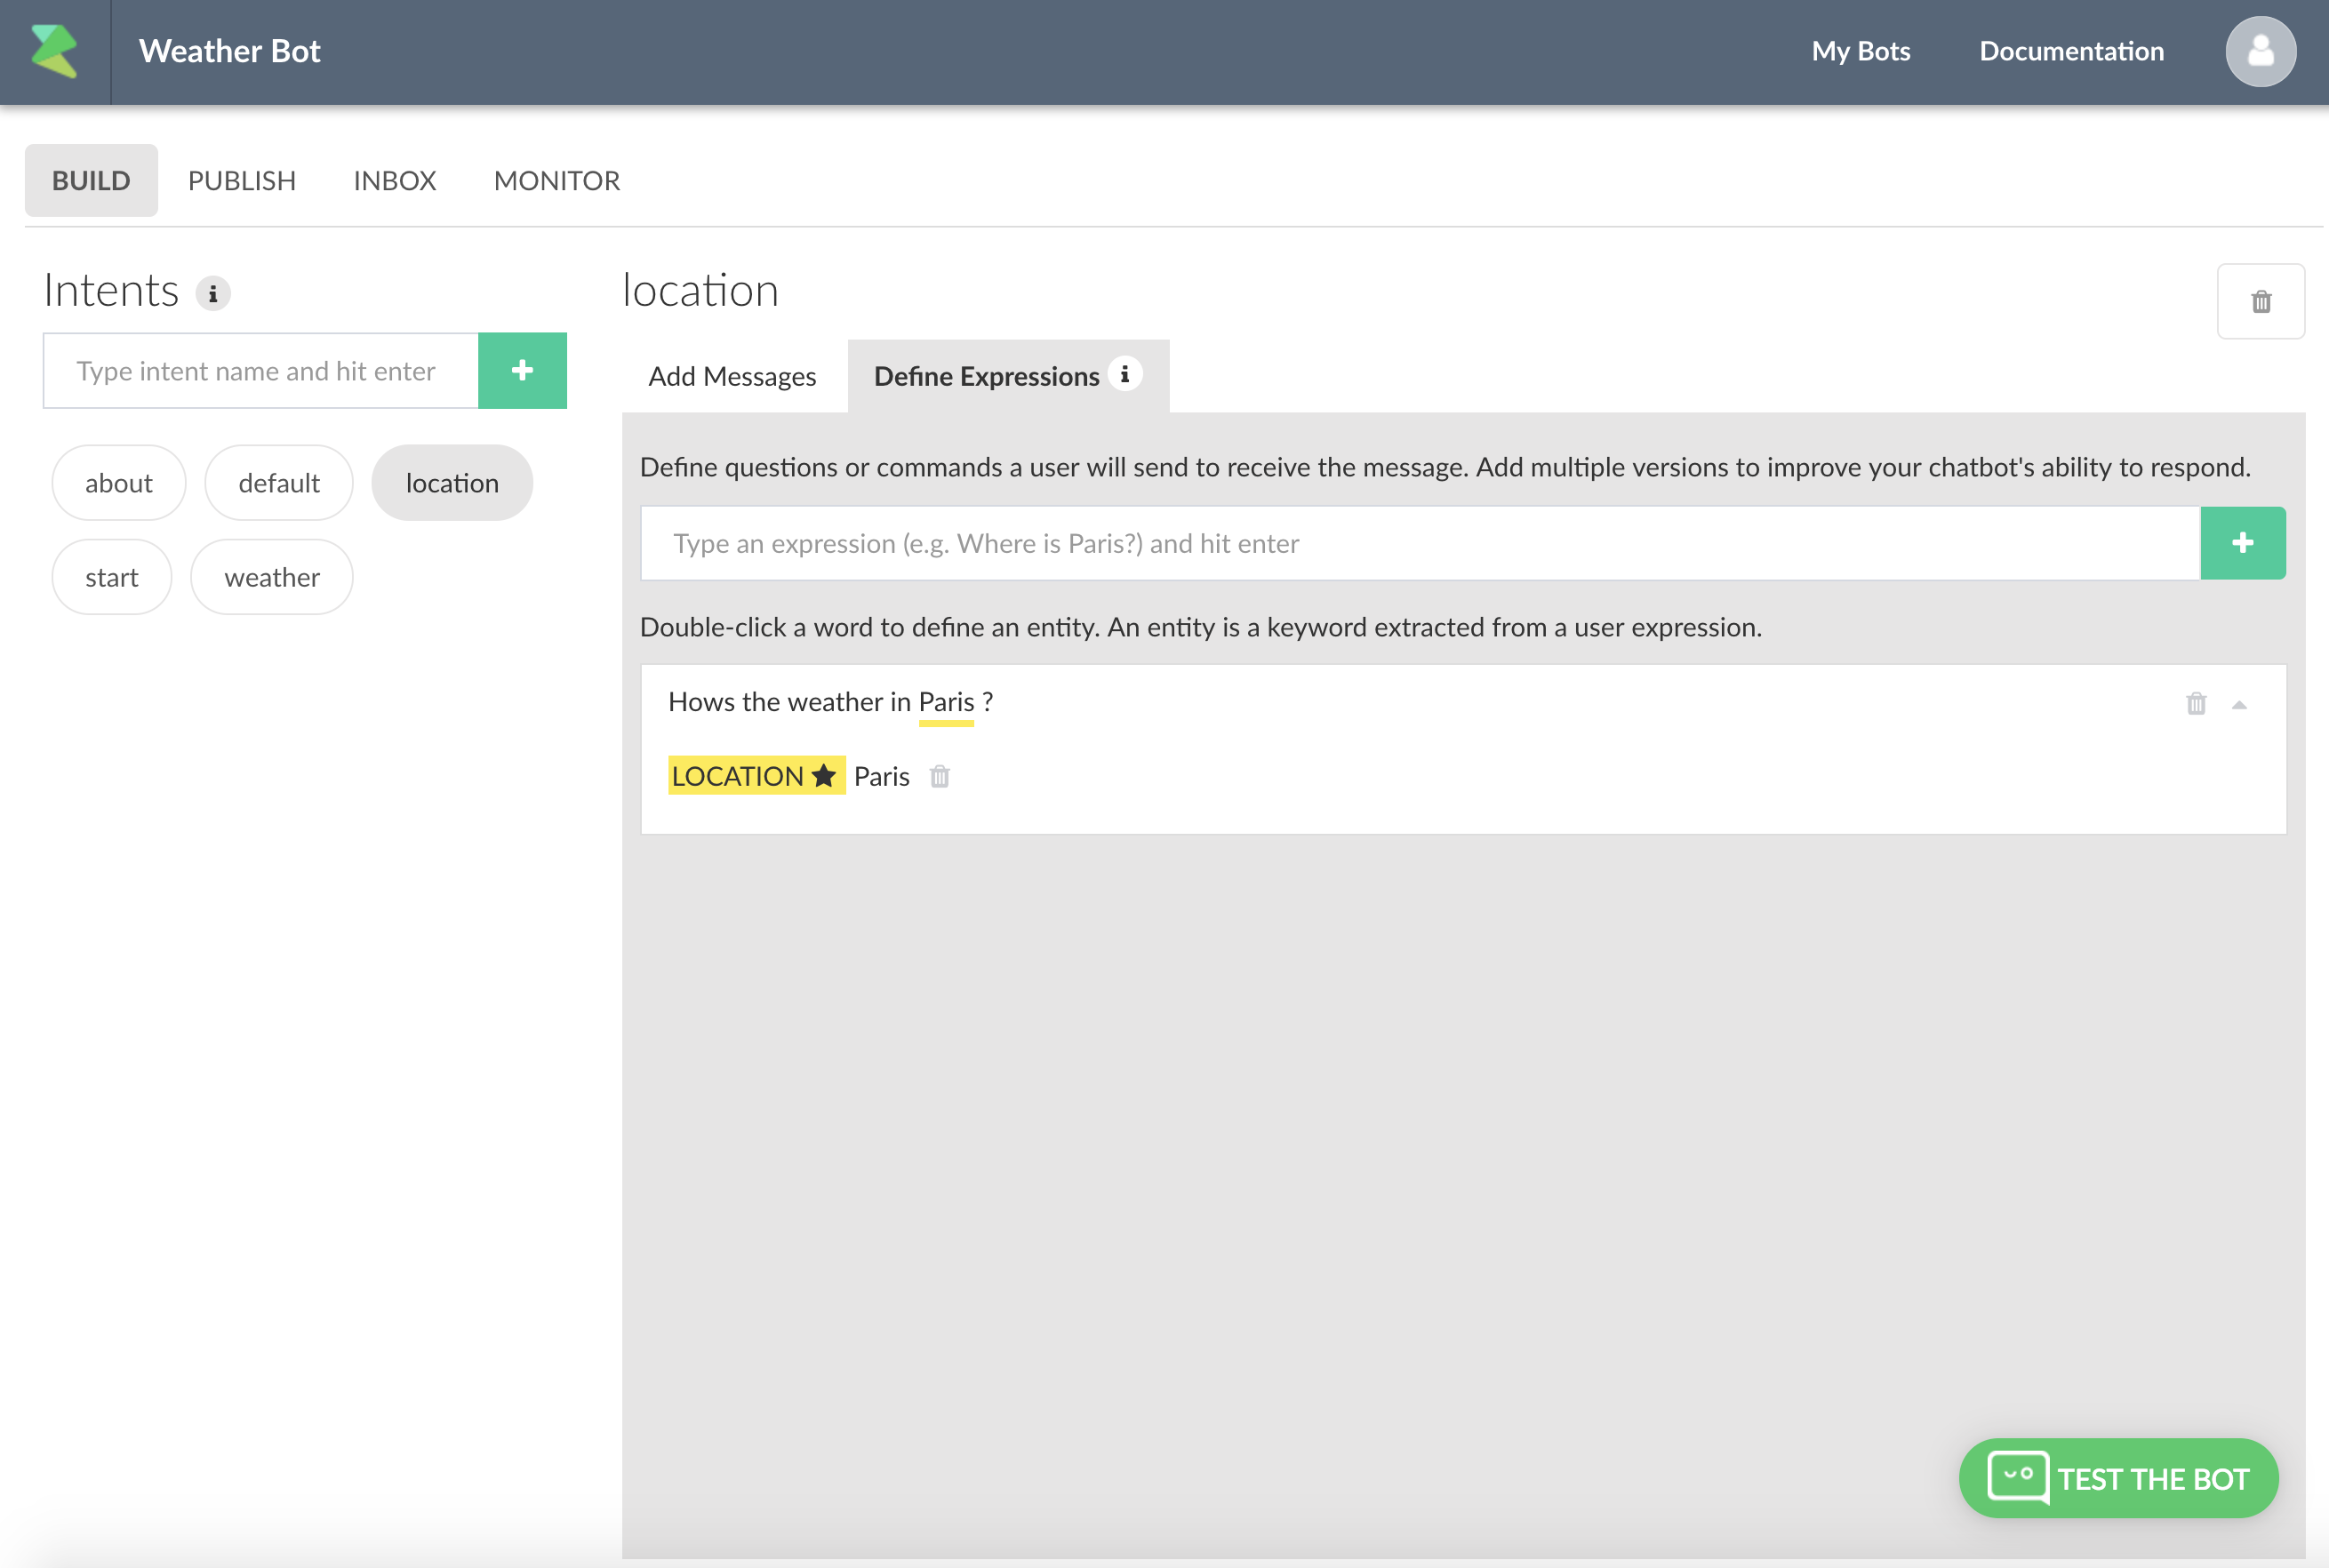 Weather Bot
My Bots
Documentation
BUILD
PUBLISH
INBOX
MONITOR
Intents
Type intent name and hit enter
about
default
location
start
weather
location
Add Messages
Define Expressions
Define questions or commands a user will send to receive the message. Add multiple versions to improve your chatbot's ability to respond.
Type an expression (e.g. Where is Paris?) and hit enter
Double-click a word to define an entity. An entity is a keyword extracted from a user expression.
Hows the weather in Paris ?
LOCATION ★ Paris
TEST THE BOT